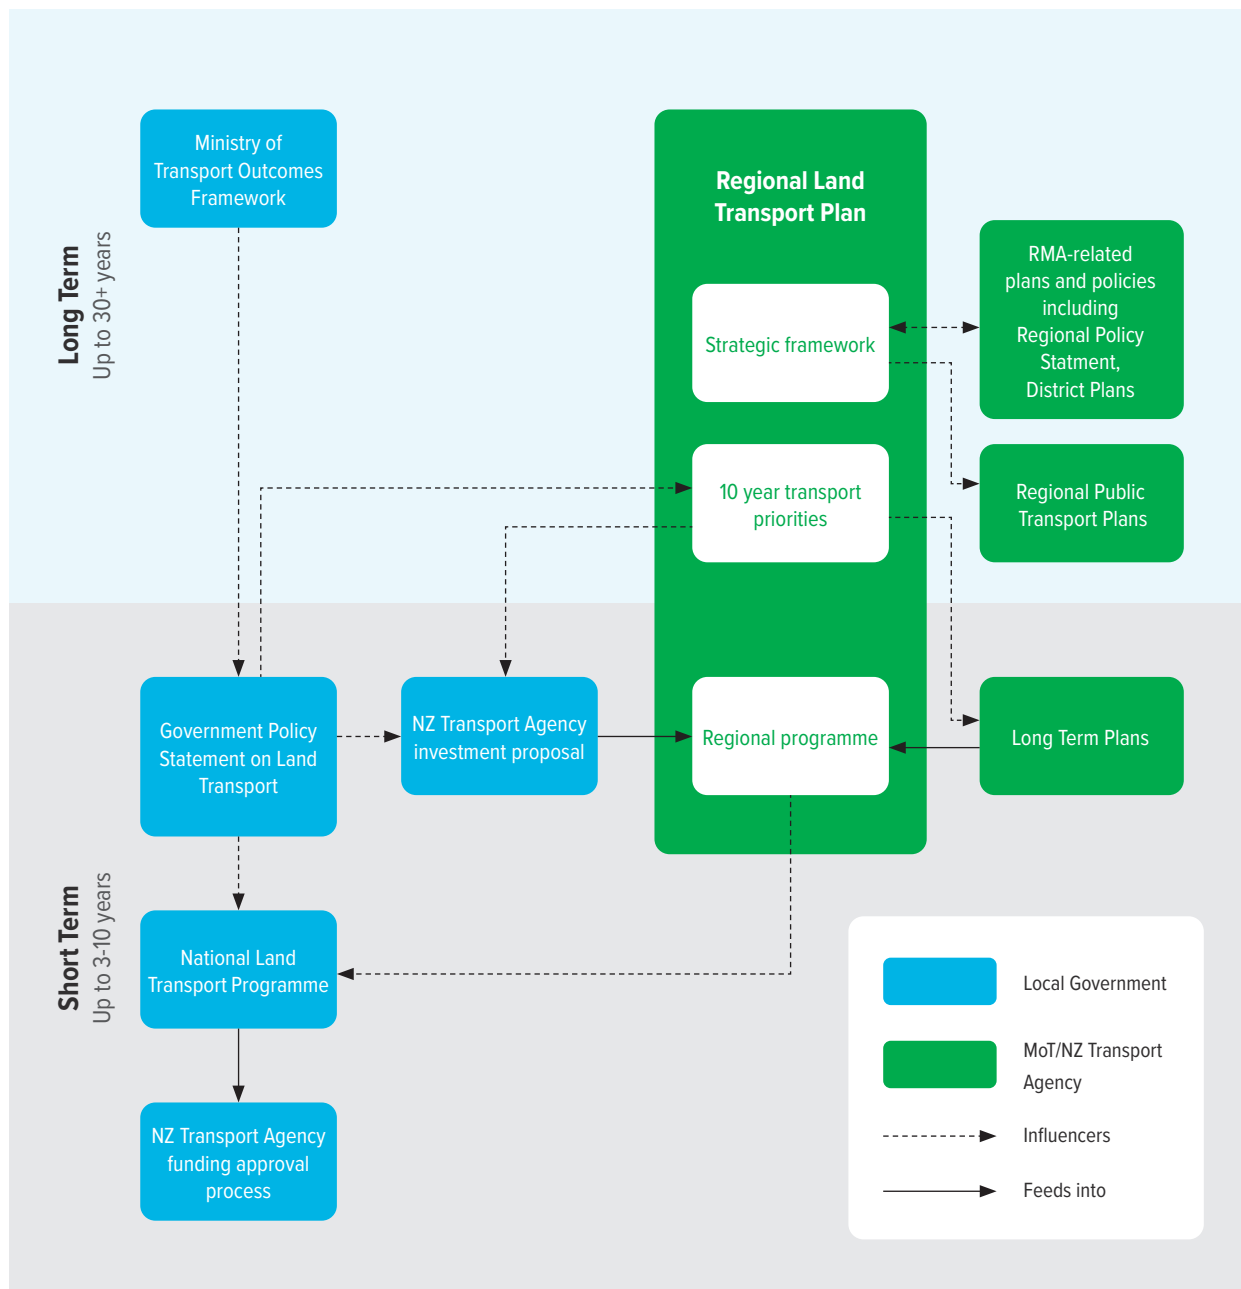 Long Term
Up to 30+ years
Ministry of
Transport Outcomes
Framework
Regional Land
Transport Plan
Strategic framework
RMA-related
plans and policies
including
Regional Policy
Statment,
District Plans
10 year transport
priorities
Regional Public
Transport Plans
Short Term
Up to 3-10 years
Government Policy
Statement on Land
Transport
NZ Transport Agency
investment proposal
Regional programme
Long Term Plans
National Land
Transport Programme
NZ Transport Agency
funding approval
process
Local Government
MoT/NZ Transport
Agency
Influencers
Feeds into